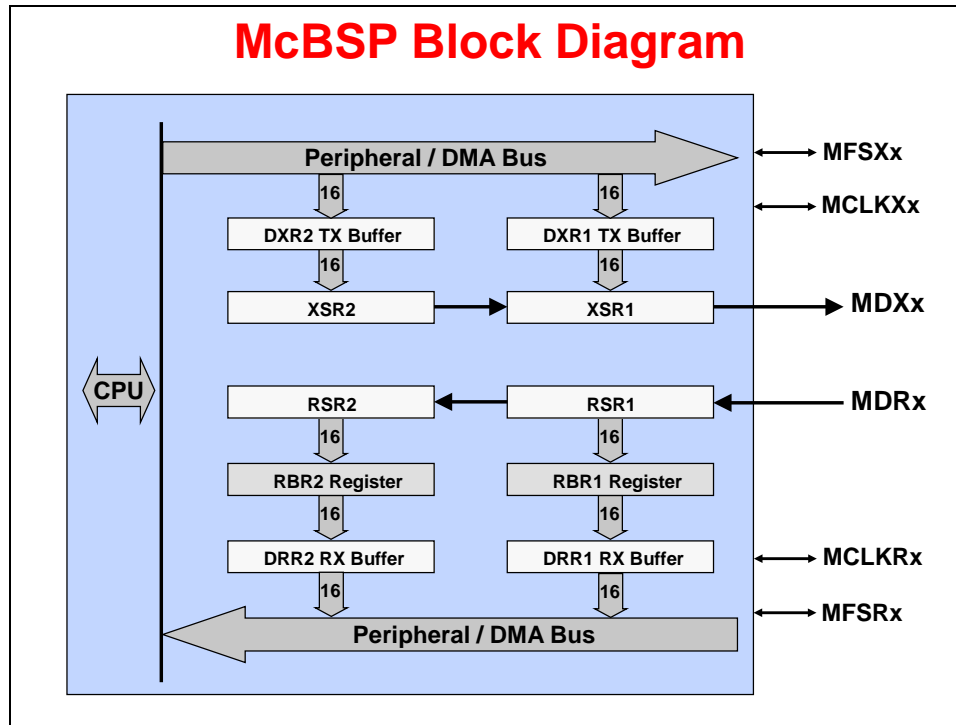 McBSP Block Diagram
Peripheral / DMA Bus
MFSXx
16
16
MCLKXx
DXR2 TX Buffer
DXR1 TX Buffer
16
16
XSR2
XSR1
MDXx
CPU
RSR2
RSR1
MDRx
16
16
RBR2 Register
RBR1 Register
16
16
DRR2 RX Buffer
DRR1 RX Buffer
MCLKRx
16
16
MFSRx
Peripheral / DMA Bus